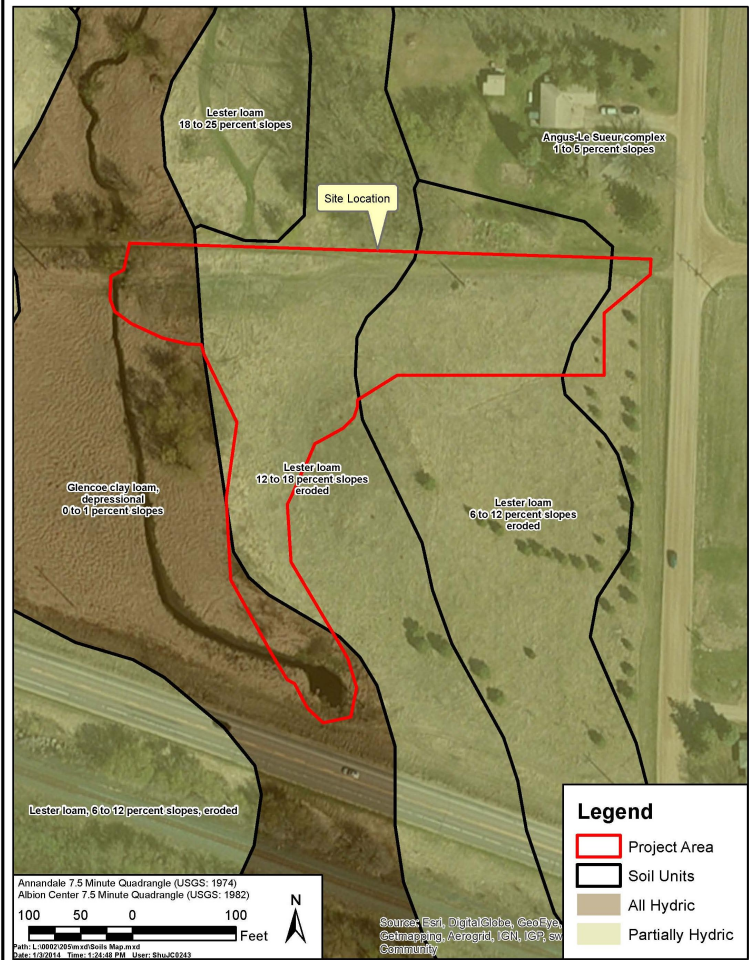 Lester loam
18 to 25 percent slopes
Angus-Le Sueur complex
1 to 5 percent slopes
Site Location
Lester loam
12 to 18 percent slopes
eroded
Glencoe clay loam,
depressional
0 to 1 percent slopes
Lester loam
6 to 12 percent slopes
eroded
Lester loam, 6 to 12 percent slopes, eroded
Legend
Project Area
Soil Units
All Hydric
Partially Hydric
Annandale 7.5 Minute Quadrangle (USGS: 1974)
Albion Center 7.5 Minute Quadrangle (USGS: 1982)
N
100 50 0 100
Feet
Path: L:\0002\205\mxd\Soils Map.mxd
Date: 1/3/2014 Time: 1:24:48 PM User: ShuJC0243
Source: Esri, DigitalGlobe, GeoEye,
Getmapping, Aerogrid, IGN, IGP, sw
Community